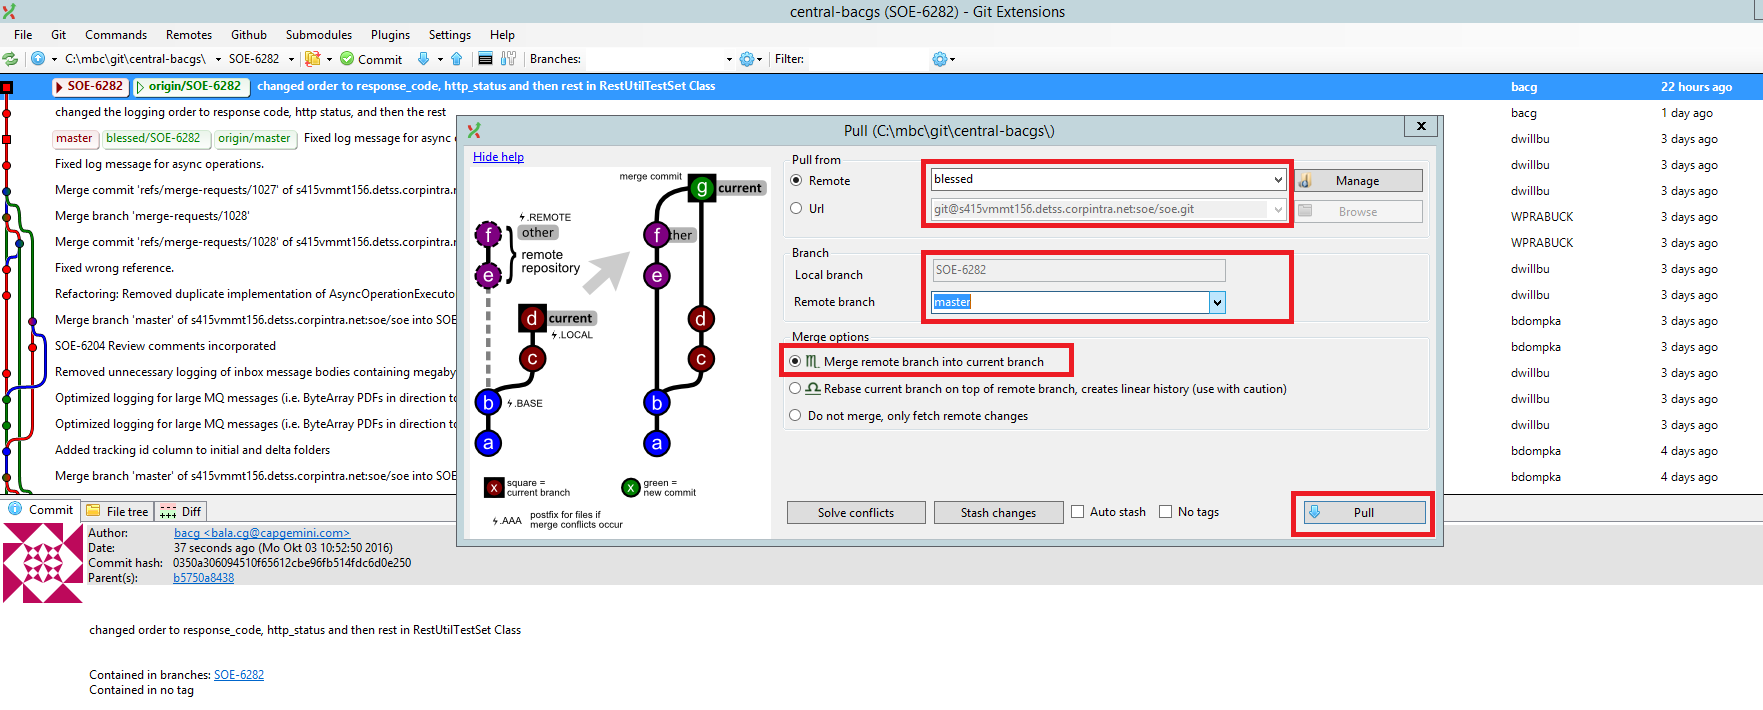 central-bacgs (SOE-6282) - Git Extensions
File Git Commands Remotes Github Submodules Plugins Settings Help
C:\mbc\git\central-bacgs\ SOE-6282 Commit Branches: Filter:
SOE-6282 origin/SOE-6282 changed order to response_code, http_status and then rest in RestUtilTestSet Class bacg 22 hours ago
changed the logging order to response code, http status, and then the rest bacg 1 day ago
master blessed/SOE-6282 origin/master Fixed log message for async o dwillbu 3 days ago
Fixed log message for async operations. dwillbu 3 days ago
Merge commit 'refs/merge-requests/1027' of s415vmmt156.detss.corpintra.n dwillbu 3 days ago
Merge branch 'merge-requests/1028' WPRABUCK 3 days ago
Merge commit 'refs/merge-requests/1028' of s415vmmt156.detss.corpintra.n WPRABUCK 3 days ago
Fixed wrong reference. dwillbu 3 days ago
Refactoring: Removed duplicate implementation of AsyncOperationExecuto dwillbu 3 days ago
Merge branch 'master' of s415vmmt156.detss.corpintra.net:soe/soe into SOE bdompka 3 days ago
SOE-6204 Review comments incorporated bdompka 3 days ago
Removed unnecessary logging of inbox message bodies containing megaby dwillbu 3 days ago
Optimized logging for large MQ messages (i.e. ByteArray PDFs in direction to dwillbu 3 days ago
Optimized logging for large MQ messages (i.e. ByteArray PDFs in direction to dwillbu 3 days ago
Added tracking id column to initial and delta folders bdompka 4 days ago
Merge branch 'master' of s415vmmt156.detss.corpintra.net:soe/soe into SOE bdompka 4 days ago
Pull (C:\mbc\git\central-bacgs\)
x
Hide help
merge commit
g current
.REMOTE
f other
e remote
repository
f ther
e
d current
.LOCAL
c
d
c
b .BASE
a
b
a
x square =
current branch
x green =
new commit
.AAA postfix for files if
merge conflicts occur
Pull from
Remote blessed Manage
Url git@s415vmmt156.detss.corpintra.net:soe/soe.git Browse
Branch
Local branch SOE-6282
Remote branch master
Merge options
Merge remote branch into current branch
Rebase current branch on top of remote branch, creates linear history (use with caution)
Do not merge, only fetch remote changes
Solve conflicts Stash changes Auto stash No tags Pull
Commit File tree Diff
Author: bacg <bala.cg@capgemini.com>
Date: 37 seconds ago (Mo Okt 03 10:52:50 2016)
Commit hash: 0350a306094510f65612cbe96fb514fdc6d0e250
Parent(s): b5750a8438
changed order to response_code, http_status and then rest in RestUtilTestSet Class
Contained in branches: SOE-6282
Contained in no tag